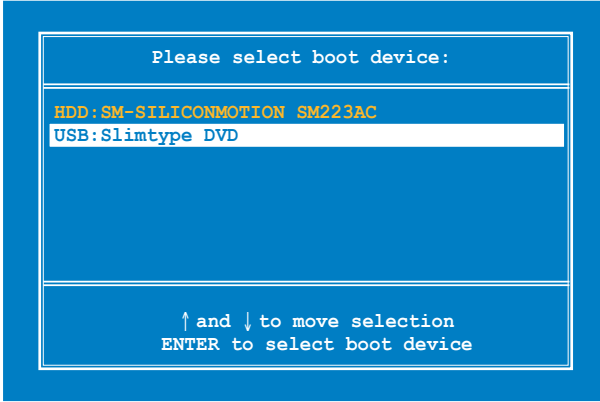 Please select boot device:
HDD:SM-SILICONMOTION SM223AC
USB:Slimtype DVD
↑ and ↓ to move selection
ENTER to select boot device